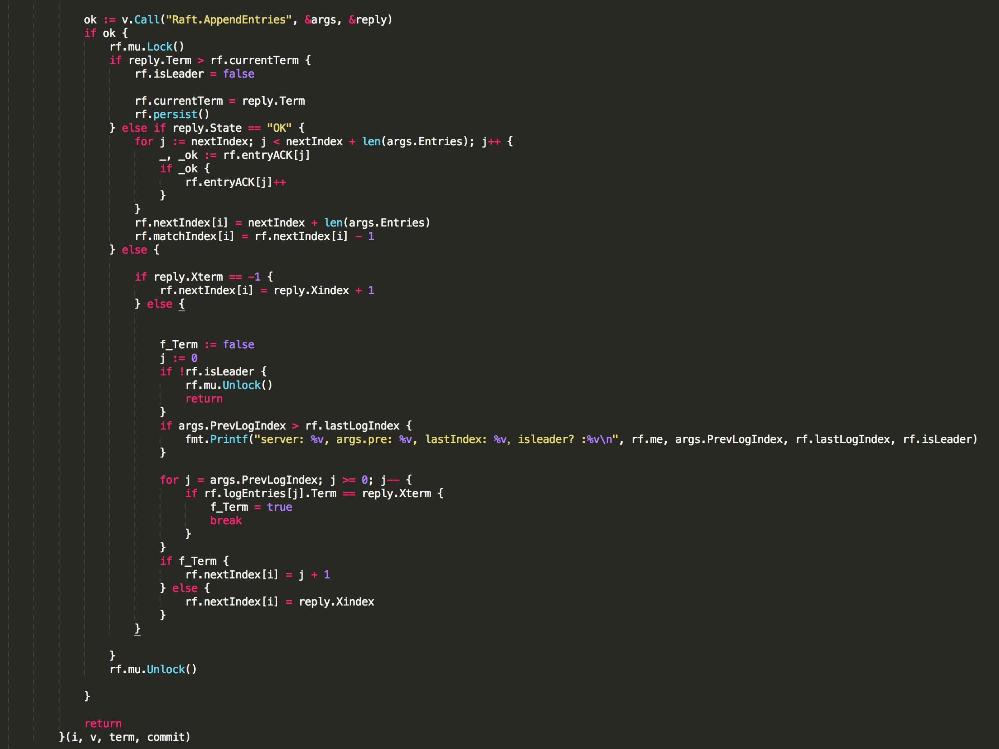 ok := v.Call("Raft.AppendEntries", &args, &reply)
if ok {
rf.mu.Lock()
if reply.Term > rf.currentTerm {
rf.isLeader = false
rf.currentTerm = reply.Term
rf.persist()
} else if reply.State == "OK" {
for j := nextIndex; j < nextIndex + len(args.Entries); j++ {
_, _ok := rf.entryACK[j]
if _ok {
rf.entryACK[j]++
}
}
rf.nextIndex[i] = nextIndex + len(args.Entries)
rf.matchIndex[i] = rf.nextIndex[i] - 1
} else {
if reply.Xterm == -1 {
rf.nextIndex[i] = reply.Xindex + 1
} else {
f_Term := false
j := 0
if !rf.isLeader {
rf.mu.Unlock()
return
}
if args.PrevLogIndex > rf.lastLogIndex {
fmt.Printf("server: %v, args.pre: %v, lastIndex: %v, isleader? :%v\n", rf.me, args.PrevLogIndex, rf.lastLogIndex, rf.isLeader)
}
for j = args.PrevLogIndex; j >= 0; j-- {
if rf.logEntries[j].Term == reply.Xterm {
f_Term = true
break
}
}
if f_Term {
rf.nextIndex[i] = j + 1
} else {
rf.nextIndex[i] = reply.Xindex
}
}
}
rf.mu.Unlock()
}
return
}(i, v, term, commit)